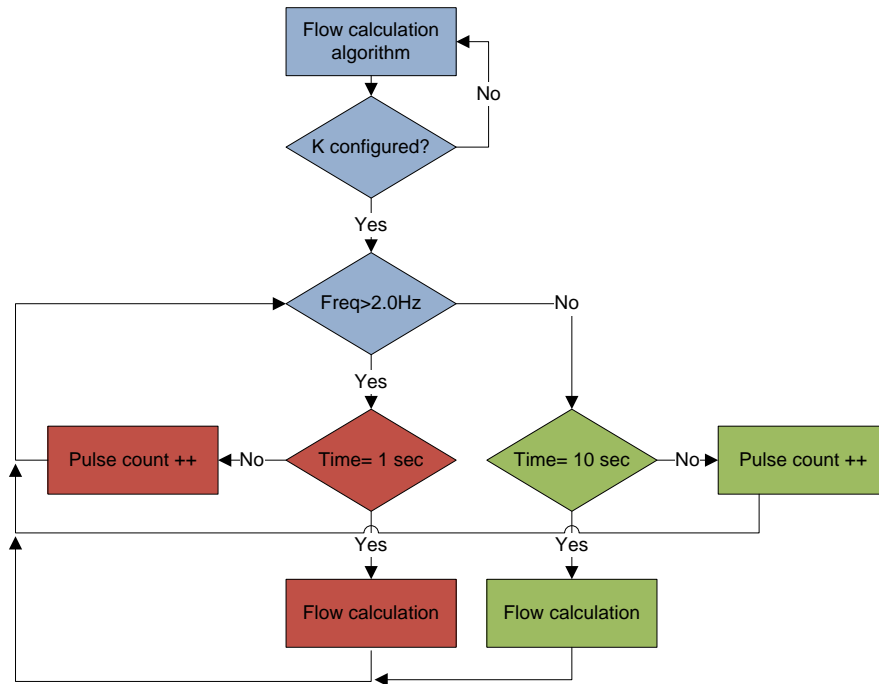 Flow calculation
algorithm
No
K configured?
Yes
Freq>2.0Hz
No
Yes
Pulse count ++
No
Time= 1 sec
Time= 10 sec
No
Pulse count ++
Yes
Yes
Flow calculation
Flow calculation